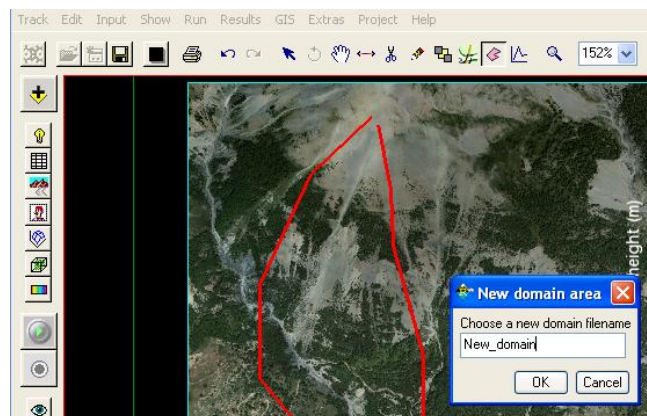 Track Edit Input Show Run Results GIS Extras Project Help
152%
height (m)
New domain area
Choose a new domain filename
New_domain
OK Cancel